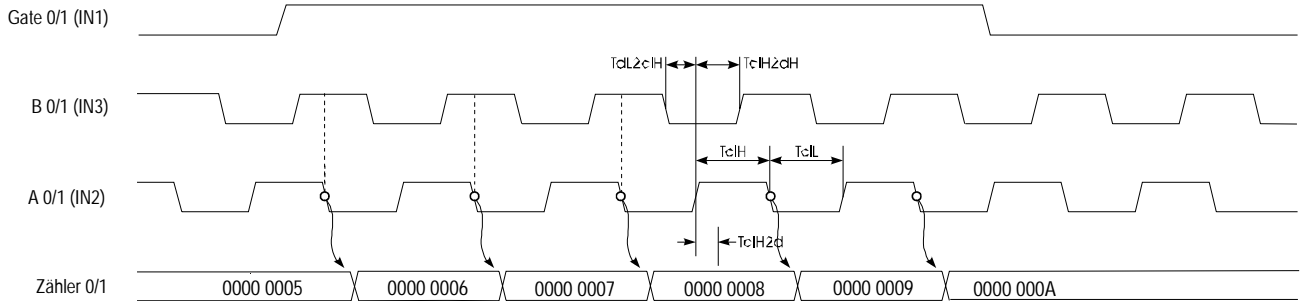 Gate 0/1 (IN1)
TdL2clH TclH2dH
B 0/1 (IN3)
TclH TclL
A 0/1 (IN2)
TclH2d
Zähler 0/1 0000 0005 0000 0006 0000 0007 0000 0008 0000 0009 0000 000A